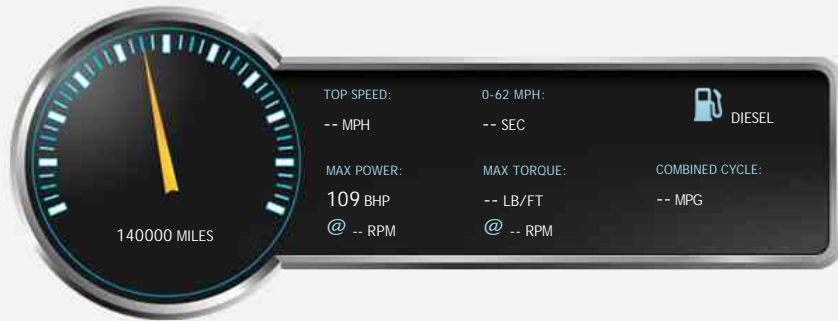 TOP SPEED:
-- MPH
0-62 MPH:
-- SEC
DIESEL
MAX POWER:
109 BHP
@ -- RPM
MAX TORQUE:
-- LB/FT
@ -- RPM
COMBINED CYCLE:
-- MPG
140000 MILES